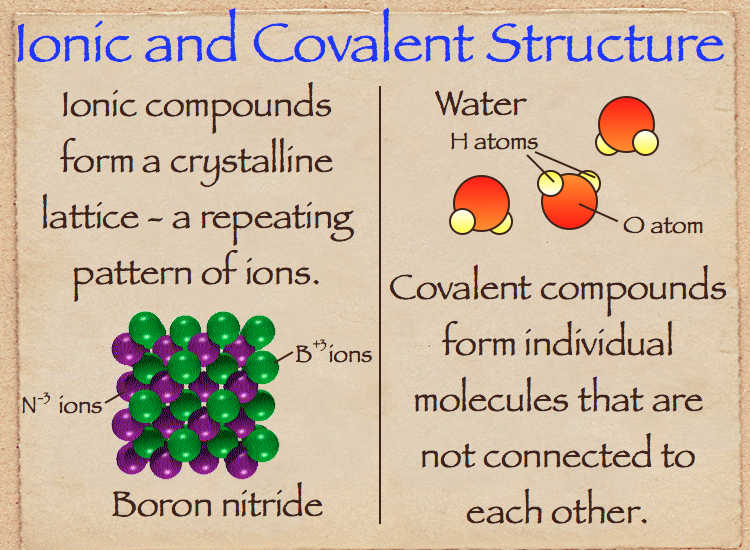 Ionic and Covalent Structure
Ionic compounds
form a crystalline
lattice - a repeating
pattern of ions.
B+3 ions
N-3 ions
Boron nitride
Water
H atoms
O atom
Covalent compounds
form individual
molecules that are
not connected to
each other.